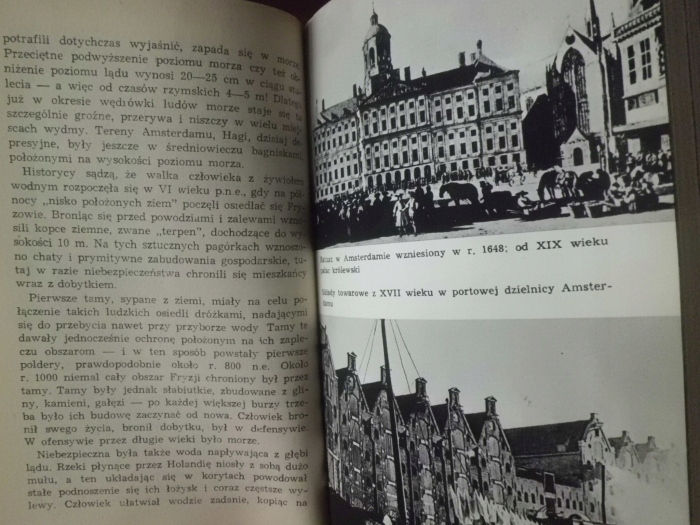 potrafili dotychczas wyjaśnić, zapada się w morze.
Przeciętne podwyższenie poziomu morza czy też ob-
niżenie poziomu lądu wynosi 20—25 cm w ciągu stu-
lecia — a więc od czasów rzymskich 4—5 m! Dlatego
już w okresie wędrówki ludów morze staje się tu
szczególnie groźne, przerywa i niszczy w wielu miej-
scach wydmy. Tereny Amsterdamu, Hagi, dzisiaj de-
presyjne, były jeszcze w średniowieczu bagniskami
położonymi na wysokości poziomu morza.
Historycy sądzą, że walka człowieka z żywiołem
wodnym rozpoczęła się w VI wieku p.n.e., gdy na pół-
nocy „nisko położonych ziem” poczęli osiedlać się Fry-
zowie. Broniąc się przed powodziami i zalewami wzno-
sili kopce ziemne, zwane „terpen”, dochodzące do wy-
sokości 10 m. Na tych sztucznych pagórkach wznoszo-
no chaty i prymitywne zabudowania gospodarskie, tu-
taj w razie niebezpieczeństwa chronili się mieszkańcy
wraz z dobytkiem.
Pierwsze tamy, sypane z ziemi, miały na celu po-
łączenie takich ludzkich osiedli dróżkami, nadającymi
się do przebycia nawet przy przyborze wody Tamy te
dawały jednocześnie ochronę położonym na ich zaple-
czu obszarom — i w ten sposób powstały pierwsze
poldery, prawdopodobnie około r. 800 n.e. Około
r. 1000 niemal cały obszar Fryzji chroniony był przez
tamy. Tamy były jednak słabiutkie, zbudowane z gli-
ny, kamieni, gałęzi — po każdej większej burzy trze-
ba było ich budowę zaczynać od nowa. Człowiek bro-
nił swego życia, bronił dobytku, był w defensywie.
W ofensywie przez długie wieki było morze.
Niebezpieczna była także woda napływająca z głębi
lądu. Rzeki płynące przez Holandię niosły z sobą dużo
mułu, a ten układając się w korytach powodował
stałe podnoszenie się ich łożysk i coraz częstsze wy-
lewy. Człowiek ułatwiał wodzie zadanie, kopiąc na
Ratusz w Amsterdamie wzniesiony w r. 1648; od XIX wieku
pałac królewski
Składy towarowe z XVII wieku w portowej dzielnicy Amster-
damu